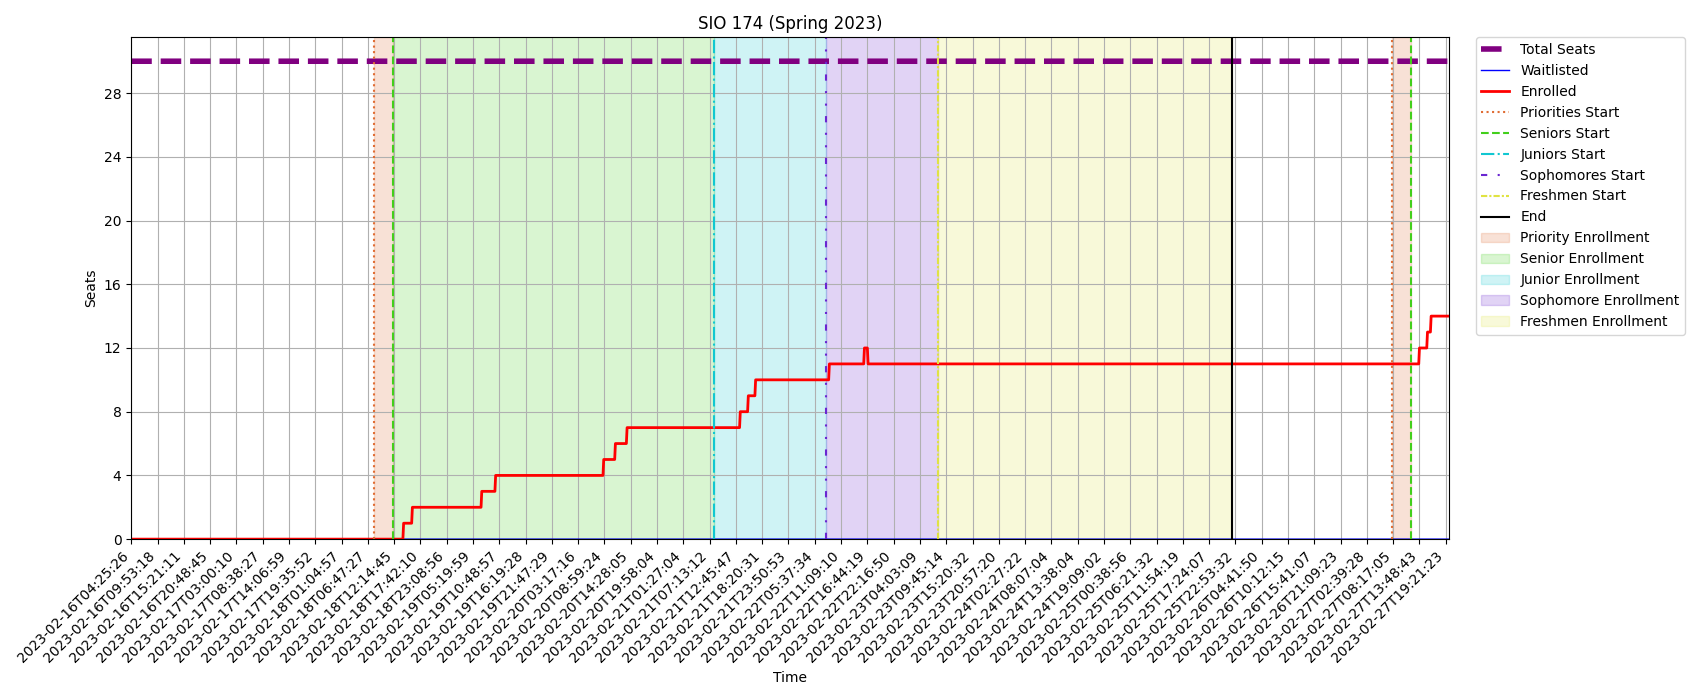 SIO 174 (Spring 2023)
Seats
28
24
20
16
12
8
4
0
2023-02-16T04:25:26
2023-02-16T09:53:18
2023-02-16T15:21:11
2023-02-16T20:48:45
2023-02-17T03:00:16
2023-02-17T08:38:27
2023-02-17T14:06:59
2023-02-17T19:35:52
2023-02-18T01:04:57
2023-02-18T06:47:27
2023-02-18T12:14:45
2023-02-18T17:42:10
2023-02-18T23:08:56
2023-02-19T05:19:59
2023-02-19T10:48:57
2023-02-19T16:19:28
2023-02-19T21:47:29
2023-02-20T03:17:16
2023-02-20T08:59:24
2023-02-20T14:28:05
2023-02-20T19:58:04
2023-02-21T01:27:04
2023-02-21T07:13:12
2023-02-21T12:45:47
2023-02-21T18:20:31
2023-02-21T23:50:53
2023-02-22T05:37:34
2023-02-22T11:09:10
2023-02-22T16:44:19
2023-02-22T22:16:50
2023-02-23T04:03:09
2023-02-23T09:45:14
2023-02-23T15:20:32
2023-02-23T20:57:20
2023-02-24T02:27:22
2023-02-24T08:07:04
2023-02-24T13:38:04
2023-02-24T19:09:02
2023-02-25T00:38:56
2023-02-25T06:21:32
2023-02-25T11:54:19
2023-02-25T17:24:07
2023-02-25T22:53:32
2023-02-26T04:41:50
2023-02-26T10:12:15
2023-02-26T15:41:07
2023-02-26T21:09:23
2023-02-27T02:39:28
2023-02-27T08:17:05
2023-02-27T13:48:43
2023-02-27T19:21:23
Time
Total Seats
Waitlisted
Enrolled
Priorities Start
Seniors Start
Juniors Start
Sophomores Start
Freshmen Start
End
Priority Enrollment
Senior Enrollment
Junior Enrollment
Sophomore Enrollment
Freshmen Enrollment